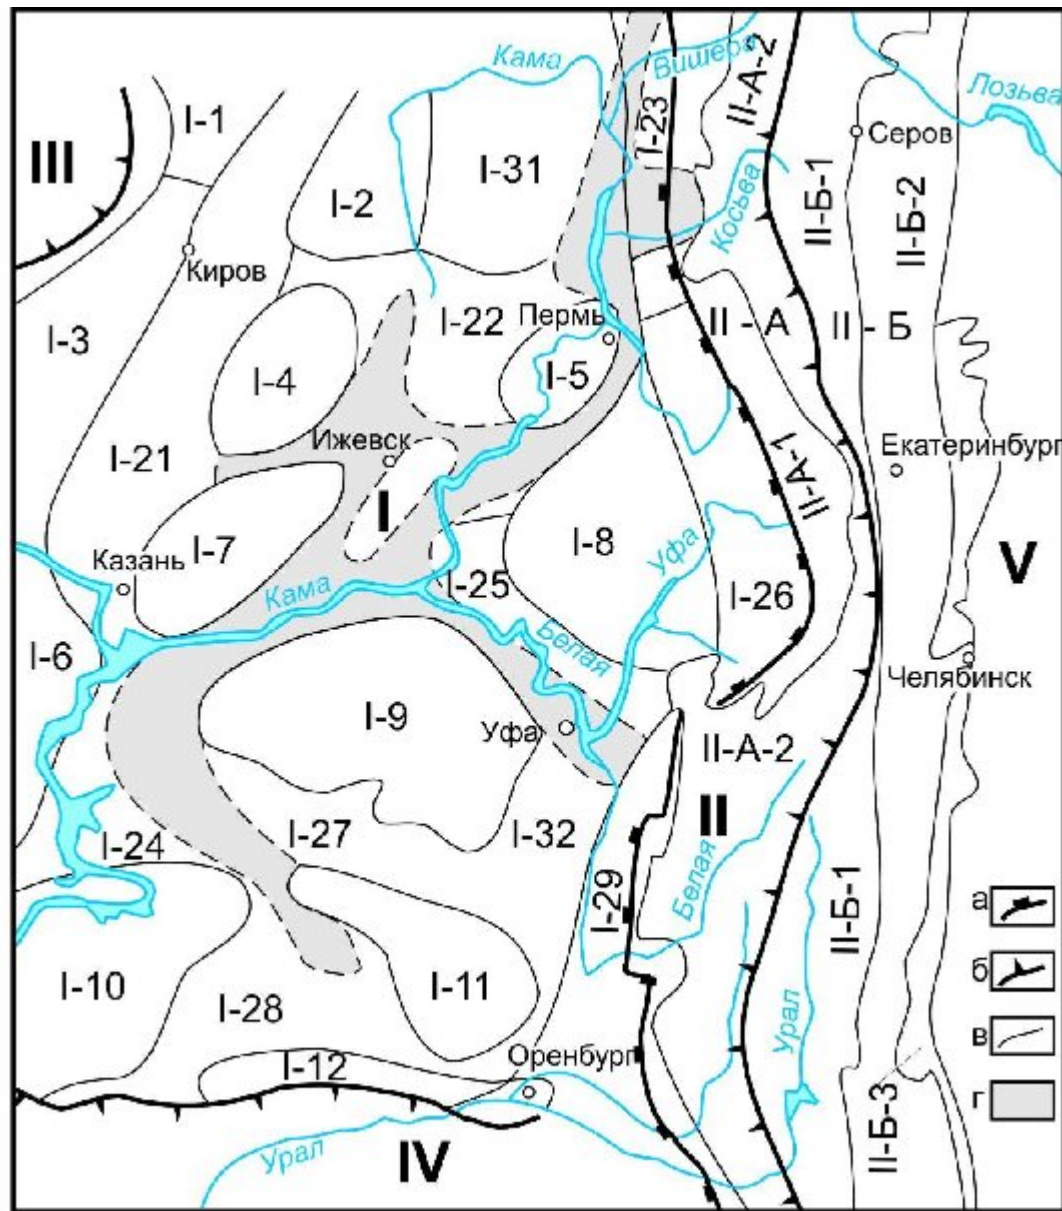 Кама
Вишера
II-А-2
Лозьва
I-1
III
I-23
Серов
I-31
I-2
Косьва
II-Б-1
II-Б-2
Киров
I-3
I-22
Пермь
II - А
II - Б
I-4
I-5
Ижевск
I-21
II-А-1
Екатеринбург
I
I-7
I-8
Уфа
V
Казань
Кама
I-25
I-26
I-6
Белая
Челябинск
I-9
Уфа
II-А-2
II
I-24
I-27
I-32
Белая
I-29
II-Б-1
а
б
I-10
I-11
I-28
Урал
в
Оренбург
I-12
г
II-Б-3
Урал
IV